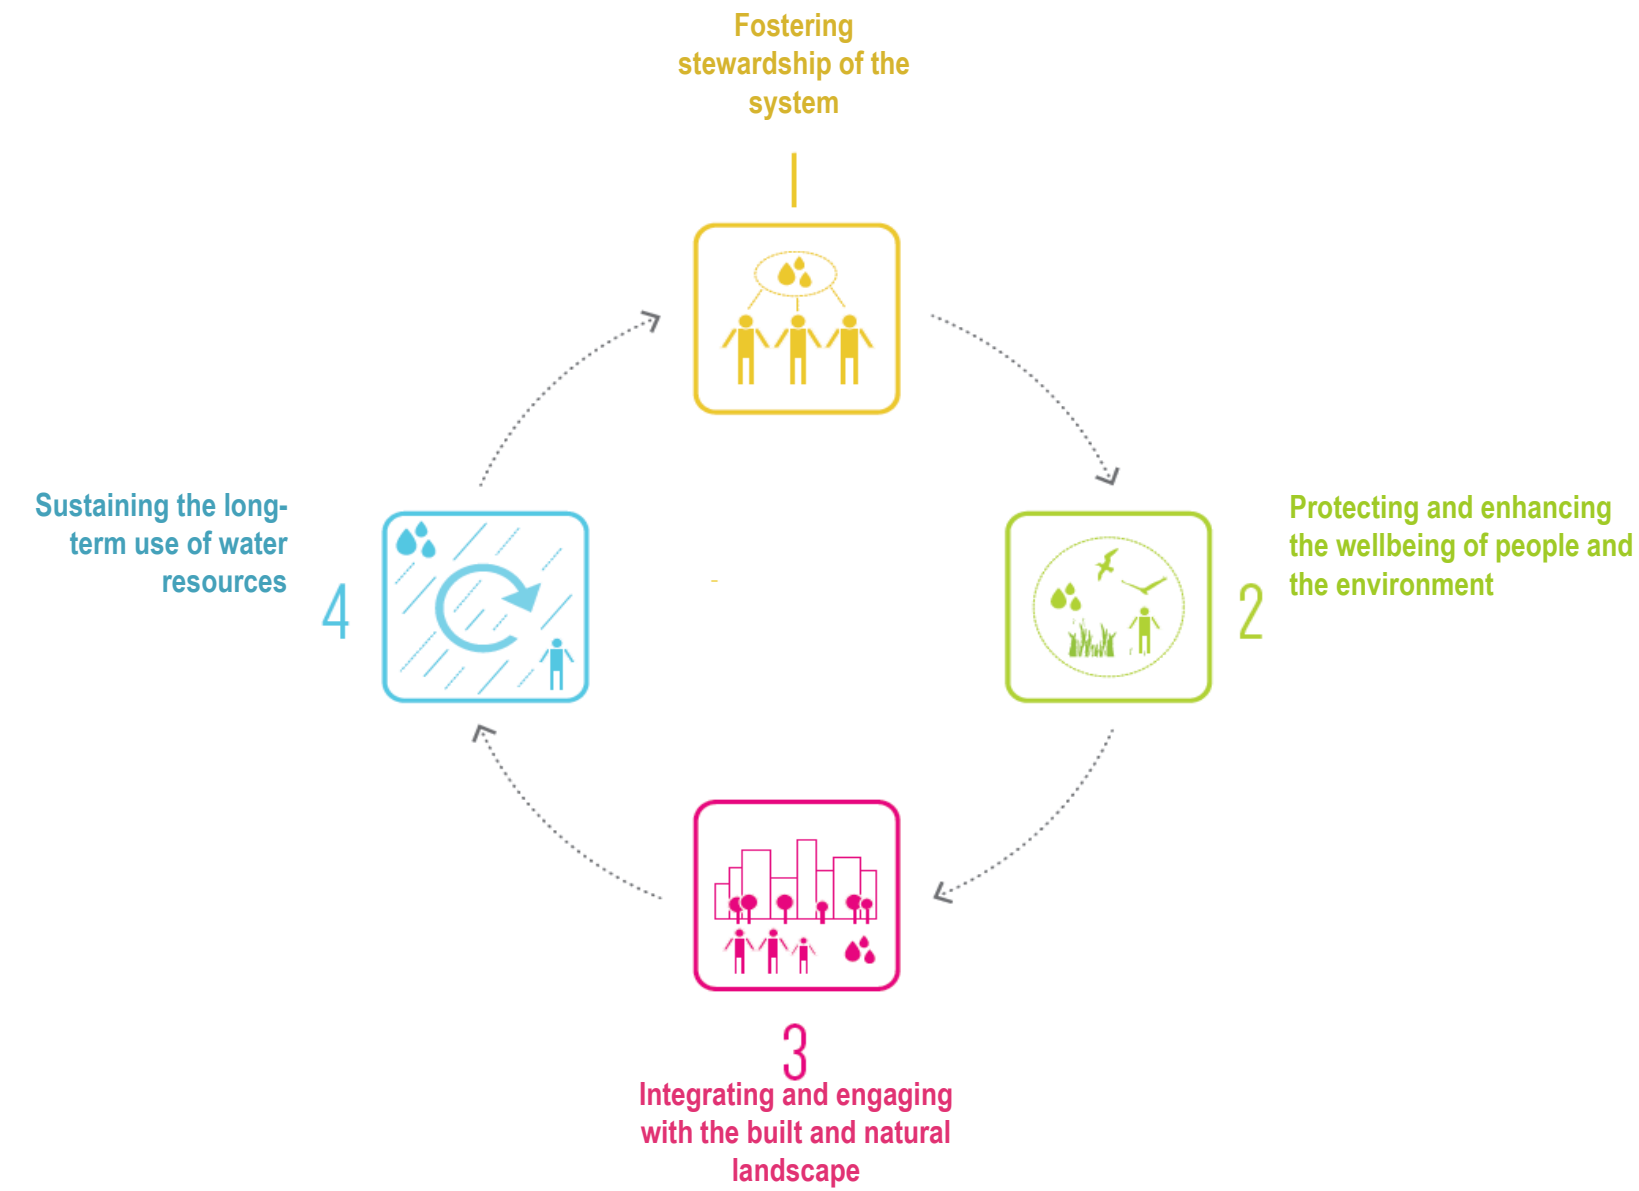 Fostering
stewardship of the
system
1
Protecting and enhancing
the wellbeing of people and
the environment
2
3
Integrating and engaging
with the built and natural
landscape
Sustaining the long-
term use of water
resources
4